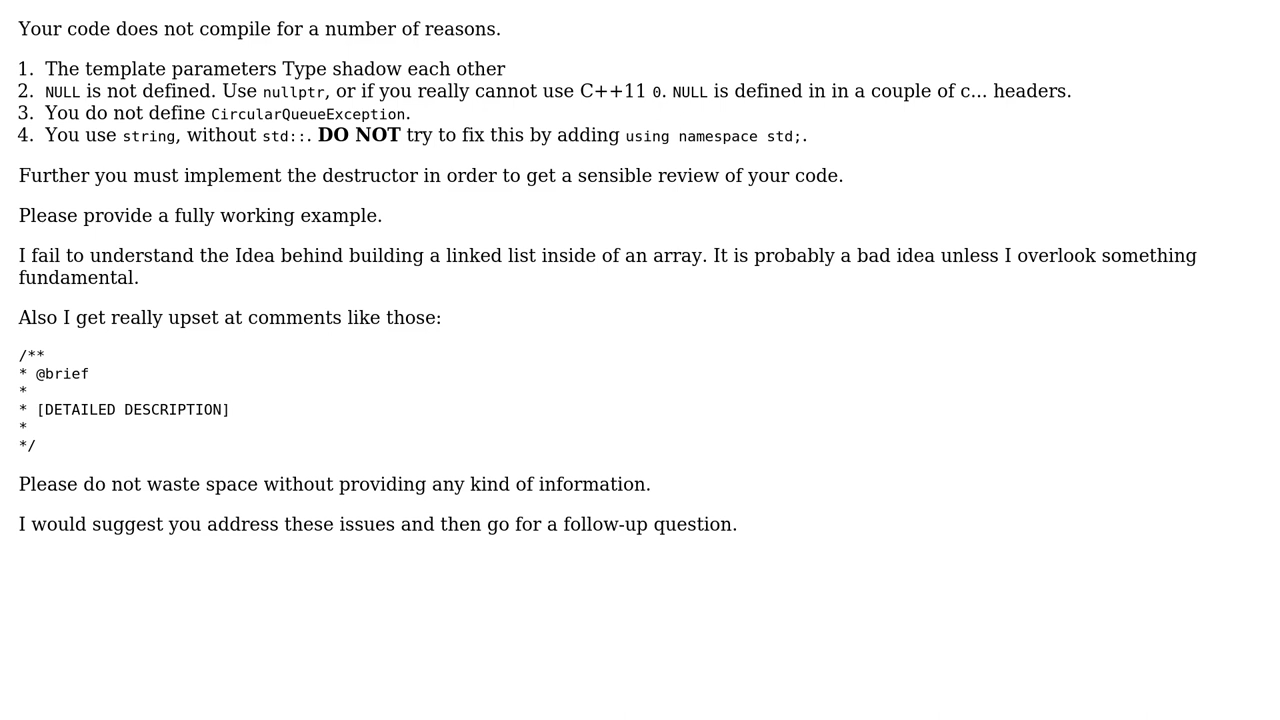 Your code does not compile for a number of reasons.
1. The template parameters Type shadow each other
2. NULL is not defined. Use nullptr, or if you really cannot use C++11 0. NULL is defined in in a couple of c... headers.
3. You do not define CircularQueueException.
4. You use string, without std::. DO NOT try to fix this by adding using namespace std;.
Further you must implement the destructor in order to get a sensible review of your code.
Please provide a fully working example.
I fail to understand the Idea behind building a linked list inside of an array. It is probably a bad idea unless I overlook something
fundamental.
Also I get really upset at comments like those:
/**
* @brief
*
* [DETAILED DESCRIPTION]
*
*/
Please do not waste space without providing any kind of information.
I would suggest you address these issues and then go for a follow-up question.